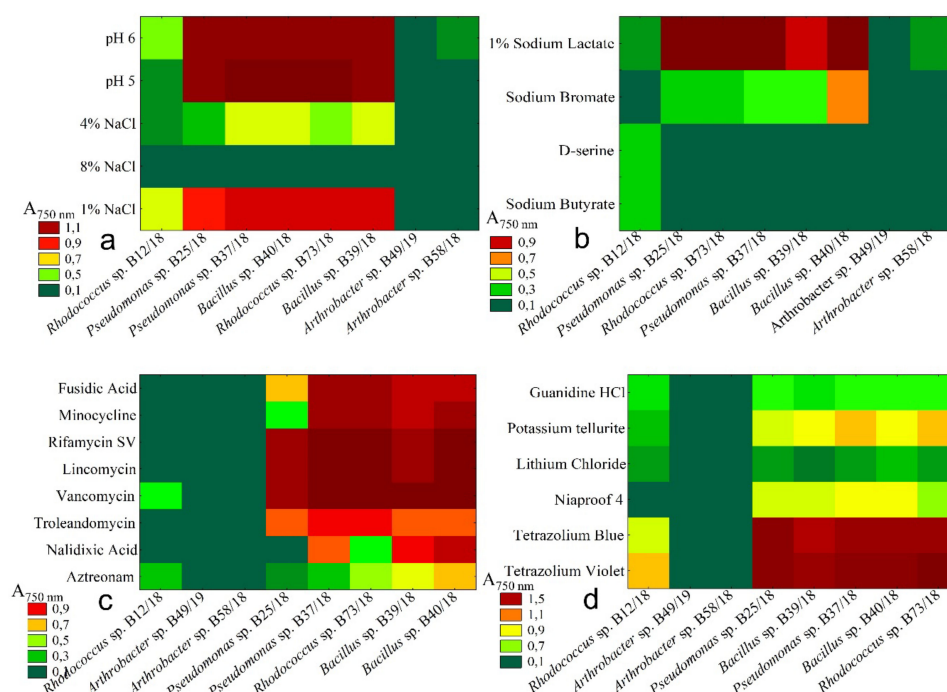 pH 6
pH 5
4% NaCl
8% NaCl
1% NaCl
A750 nm
1,1
0,9
0,7
0,5
0,1
a
Rhodococcus sp. B12/18
Pseudomonas sp. B25/18
Pseudomonas sp. B37/18
Bacillus sp. B40/18
Rhodococcus sp. B73/18
Bacillus sp. B39/18
Arthrobacter sp. B49/19
Arthrobacter sp. B58/18
1% Sodium Lactate
Sodium Bromate
D-serine
Sodium Butyrate
A750 nm
0,9
0,7
0,5
0,3
0,1
b
Rhodococcus sp. B12/18
Pseudomonas sp. B25/18
Rhodococcus sp. B73/18
Pseudomonas sp. B37/18
Bacillus sp. B39/18
Bacillus sp. B40/18
Arthrobacter sp. B49/19
Arthrobacter sp. B58/18
Fusidic Acid
Minocycline
Rifamycin SV
Lincomycin
Vancomycin
Troleandomycin
Nalidixic Acid
Aztreonam
A750 nm
0,9
0,7
0,5
0,3
0,1
c
Rhodococcus sp. B12/18
Arthrobacter sp. B49/19
Arthrobacter sp. B58/18
Pseudomonas sp. B25/18
Pseudomonas sp. B37/18
Rhodococcus sp. B73/18
Bacillus sp. B39/18
Bacillus sp. B40/18
Guanidine HCl
Potassium tellurite
Lithium Chloride
Niaproof 4
Tetrazolium Blue
Tetrazolium Violet
A750 nm
1,5
1,1
0,9
0,7
0,1
d
Rhodococcus sp. B12/18
Arthrobacter sp. B49/19
Arthrobacter sp. B58/18
Pseudomonas sp. B25/18
Bacillus sp. B39/18
Pseudomonas sp. B37/18
Bacillus sp. B40/18
Rhodococcus sp. B73/18